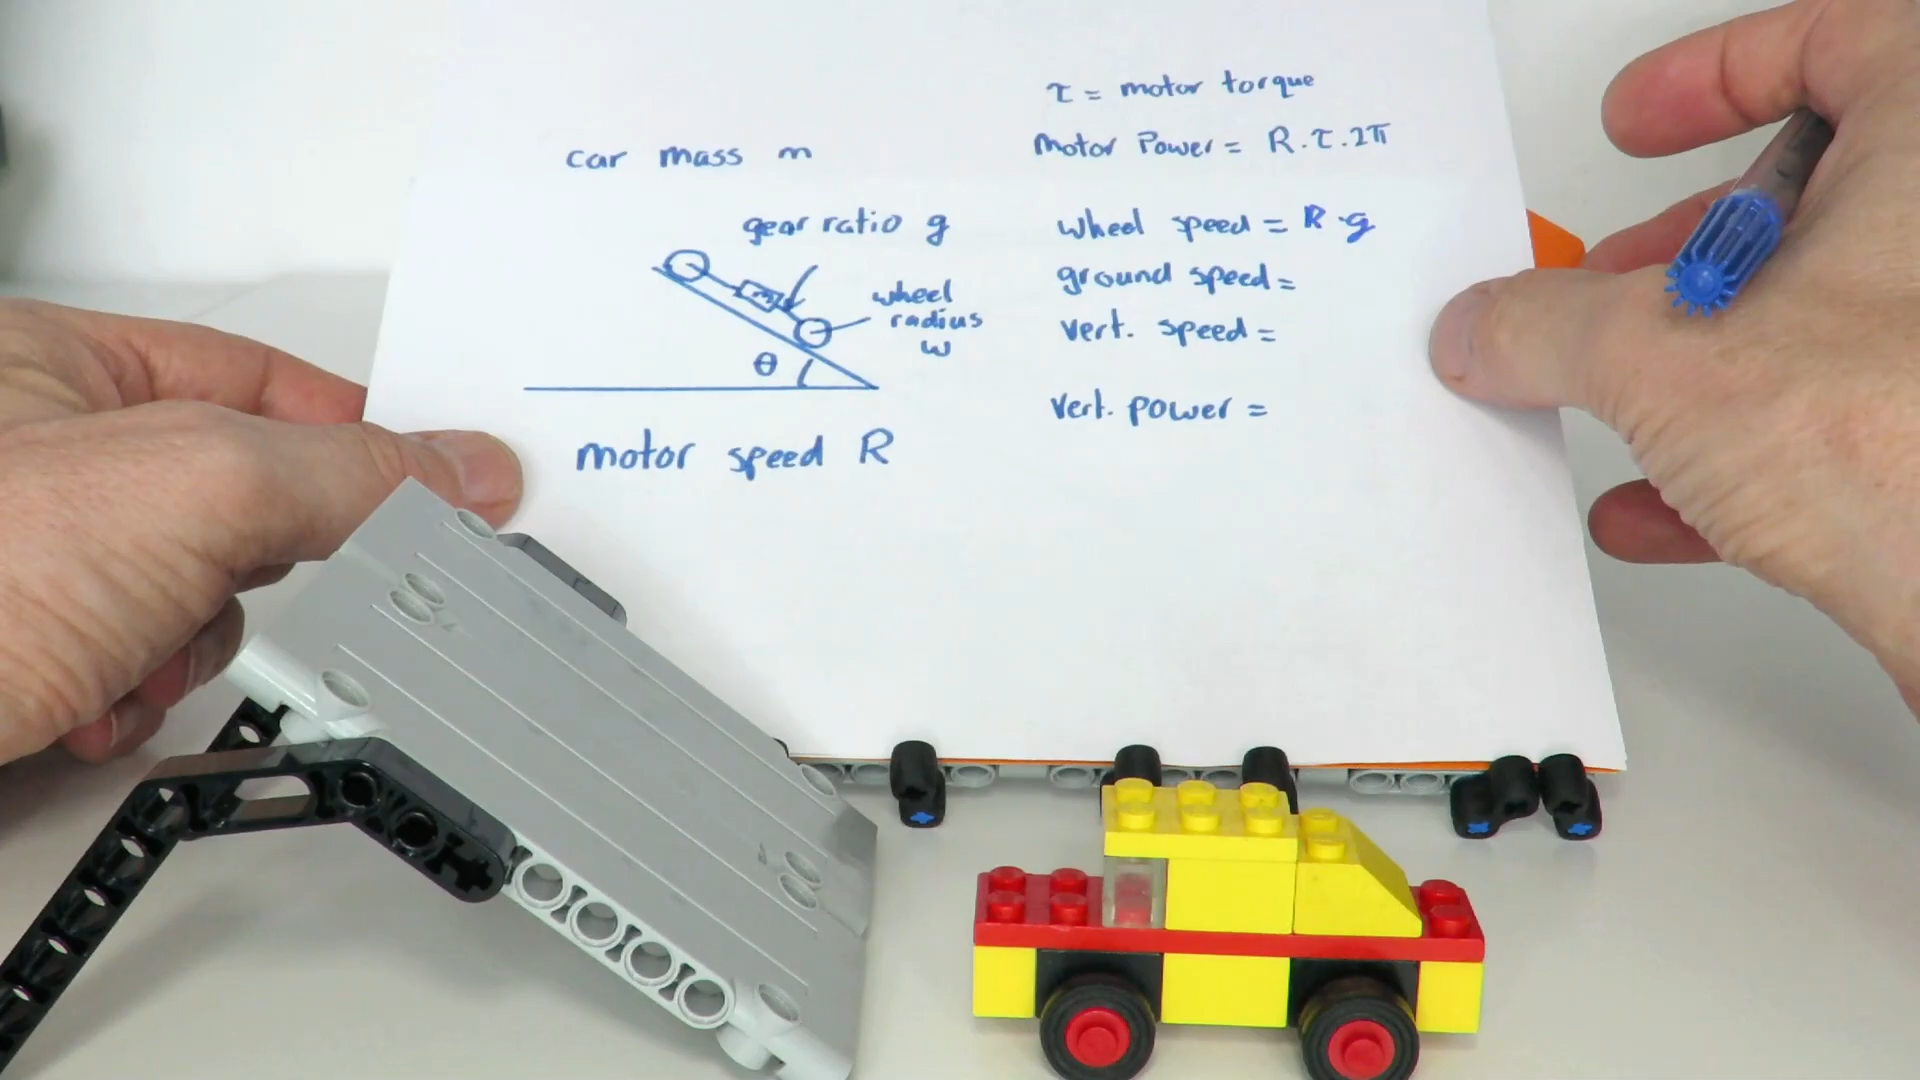 car mass m
gear ratio g
wheel
radius
w
θ
m
motor speed R
τ = motor torque
Motor Power = R.τ.2π
wheel speed = R.g
ground speed =
vert. speed =
vert. power =